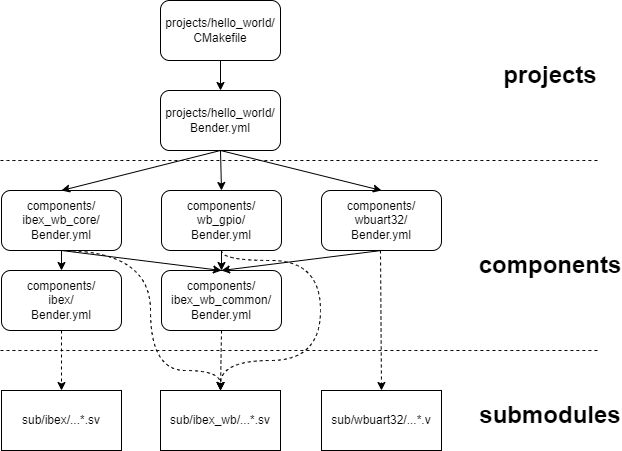 projects/hello_world/
CMakefile
projects
projects/hello_world/
Bender.yml
components/
ibex_wb_core/
Bender.yml
components/
wb_gpio/
Bender.yml
components/
wbuart32/
Bender.yml
components
components/
ibex/
Bender.yml
components/
ibex_wb_common/
Bender.yml
sub/ibex/...*.sv
sub/ibex_wb/...*.sv
sub/wbuart32/...*.v
submodules